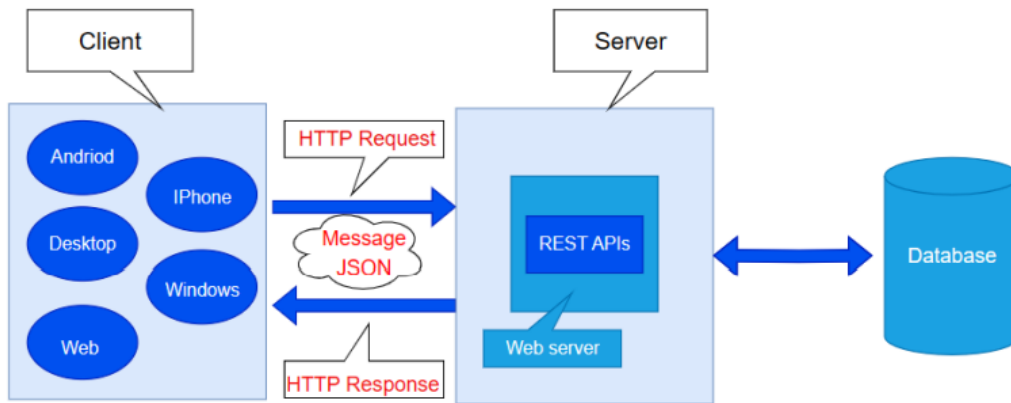 Client
Server
Andriod
IPhone
Desktop
Windows
Web
HTTP Request
Message
JSON
HTTP Response
REST APIs
Web server
Database